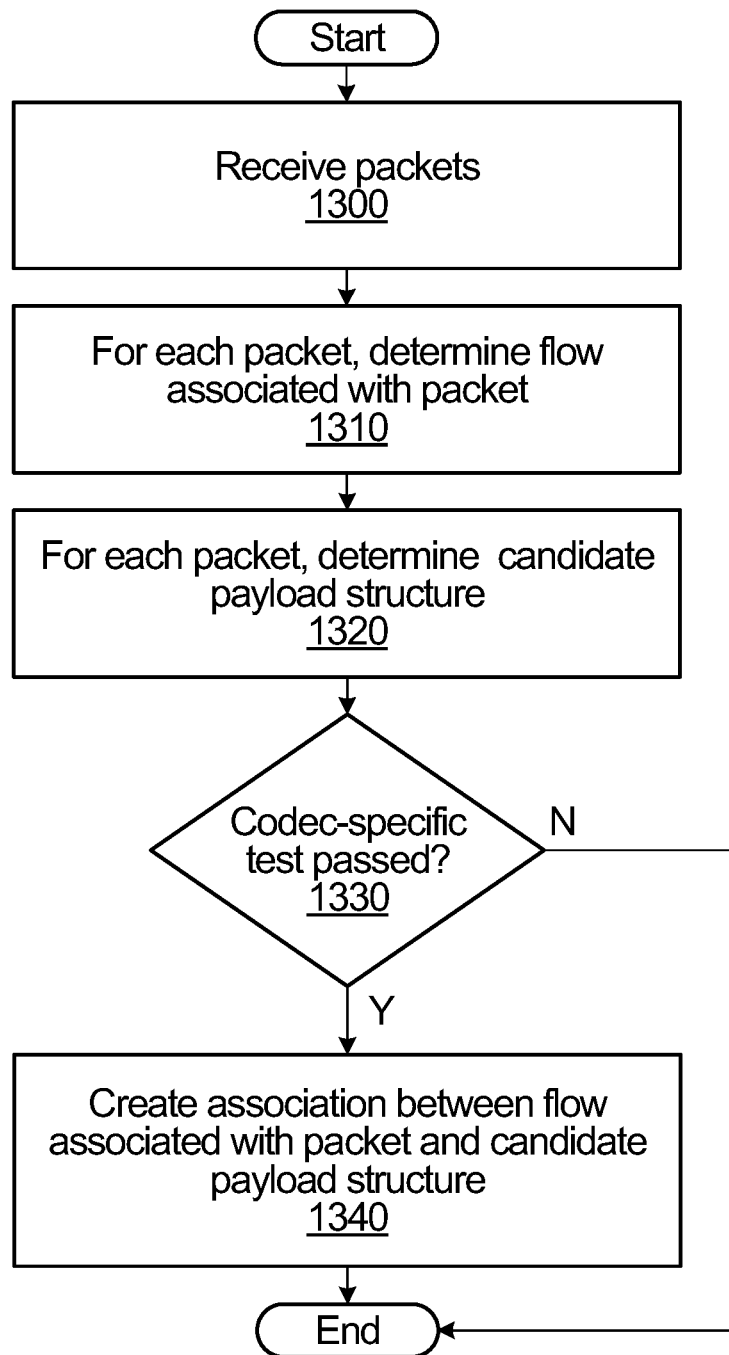 Start
Receive packets
1300
For each packet, determine flow
associated with packet
1310
For each packet, determine candidate
payload structure
1320
Codec-specific
test passed?
1330
N
Y
Create association between flow
associated with packet and candidate
payload structure
1340
End